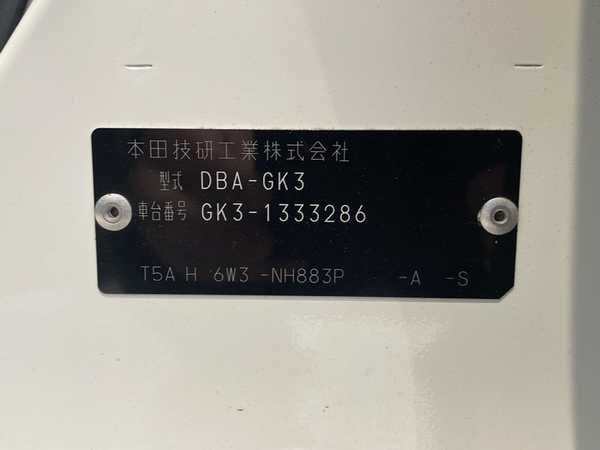 本田技研工業株式会社
型式 DBA-GK3
車台番号 GK3-1333286
T5A H 6W3 -NH883P -A -S